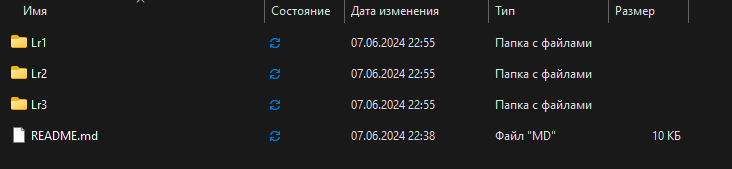 Имя Состояние Дата изменения Тип Размер
Lr1 07.06.2024 22:55 Папка с файлами
Lr2 07.06.2024 22:55 Папка с файлами
Lr3 07.06.2024 22:55 Папка с файлами
README.md 07.06.2024 22:38 Файл "MD" 10 КБ